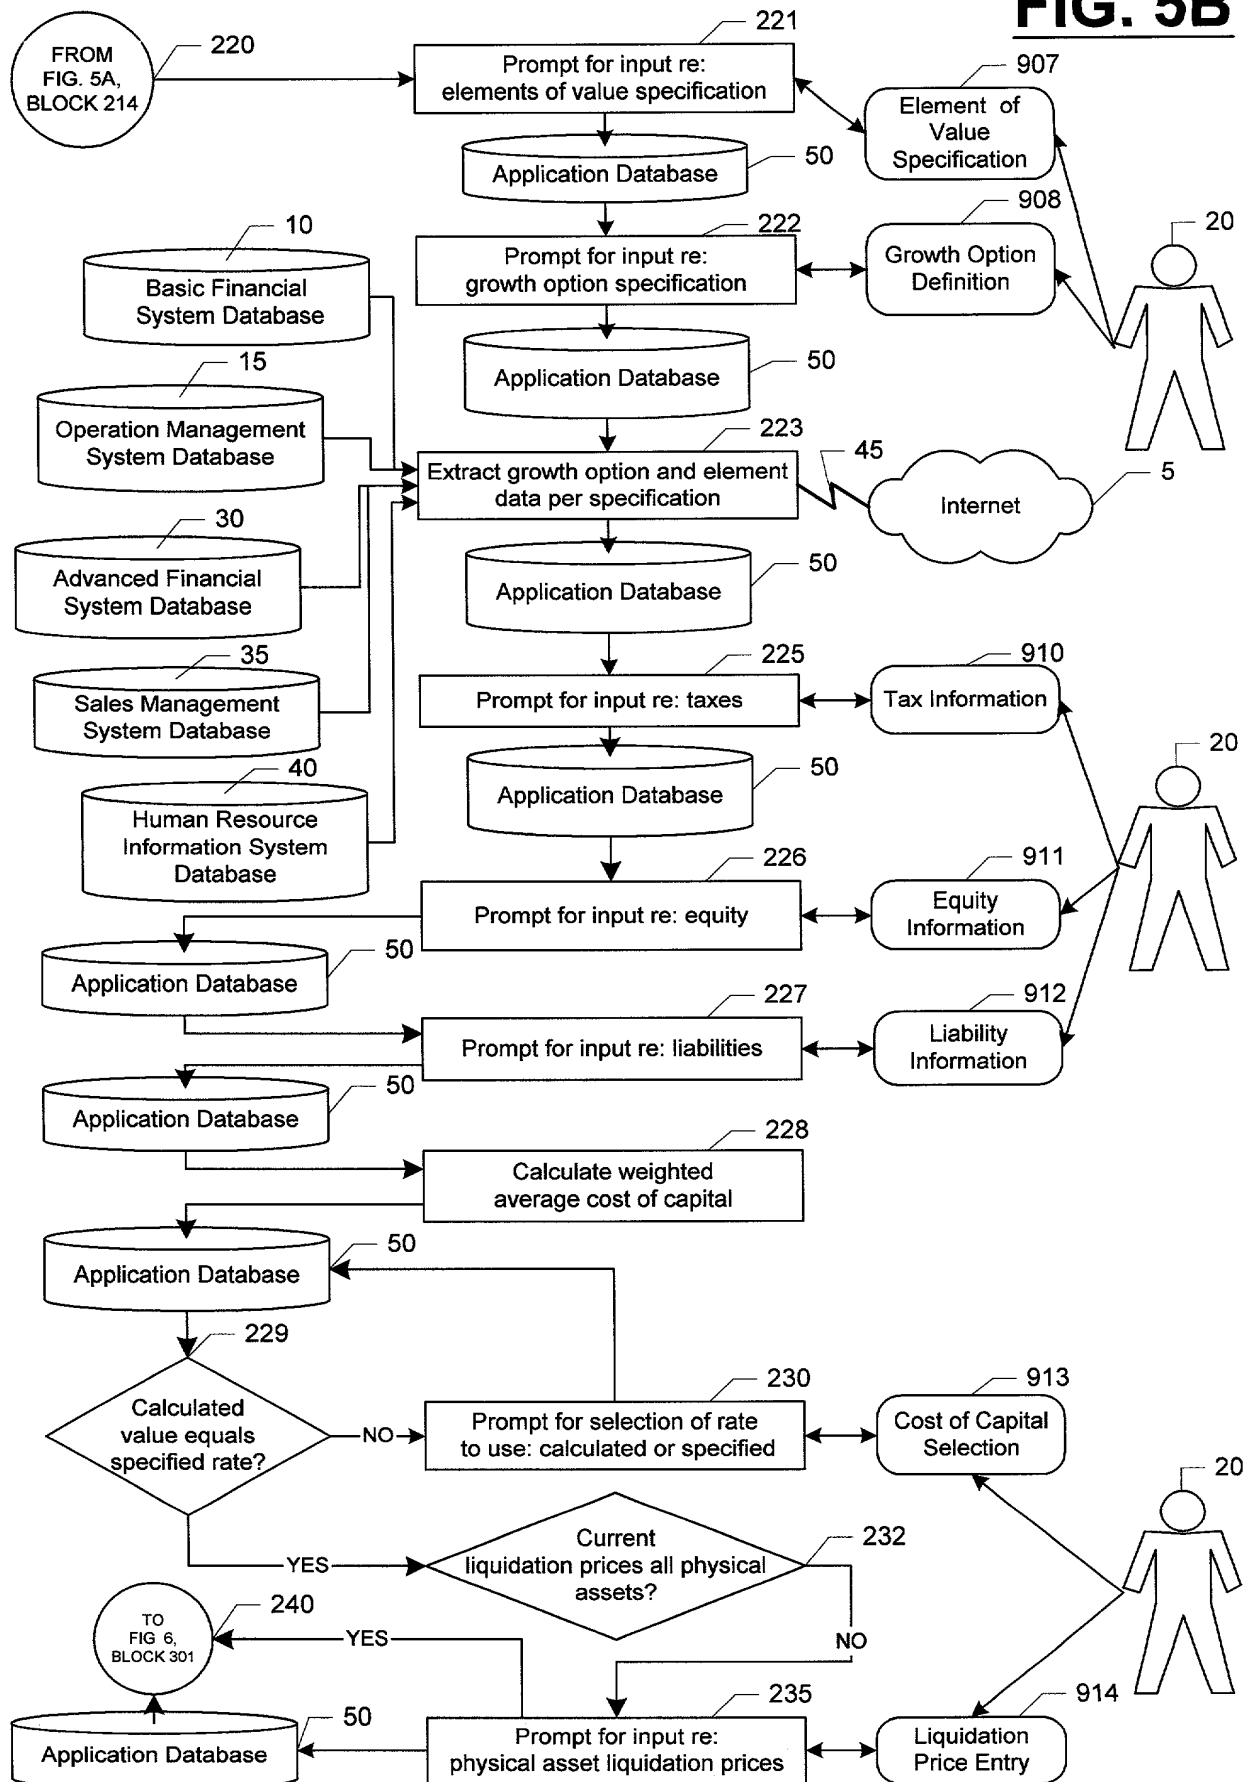 FIG. 5B
FROM
FIG. 5A,
BLOCK 214
220
221
Prompt for input re:
elements of value specification
907
Element of
Value
Specification
Application Database
50
908
20
10
Basic Financial
System Database
222
Prompt for input re:
growth option specification
Growth Option
Definition
15
Operation Management
System Database
Application Database
50
223
Extract growth option and element
data per specification
45
Internet
5
30
Advanced Financial
System Database
Application Database
50
35
Sales Management
System Database
225
Prompt for input re: taxes
910
Tax Information
20
40
Human Resource
Information System
Database
Application Database
50
226
Prompt for input re: equity
911
Equity
Information
Application Database
50
227
Prompt for input re: liabilities
912
Liability
Information
Application Database
50
228
Calculate weighted
average cost of capital
Application Database
50
229
Calculated
value equals
specified rate?
NO
230
Prompt for selection of rate
to use: calculated or specified
913
Cost of Capital
Selection
20
YES
Current
liquidation prices all physical
assets?
232
NO
YES
240
TO
FIG 6,
BLOCK 301
235
Prompt for input re:
physical asset liquidation prices
914
Liquidation
Price Entry
Application Database
50